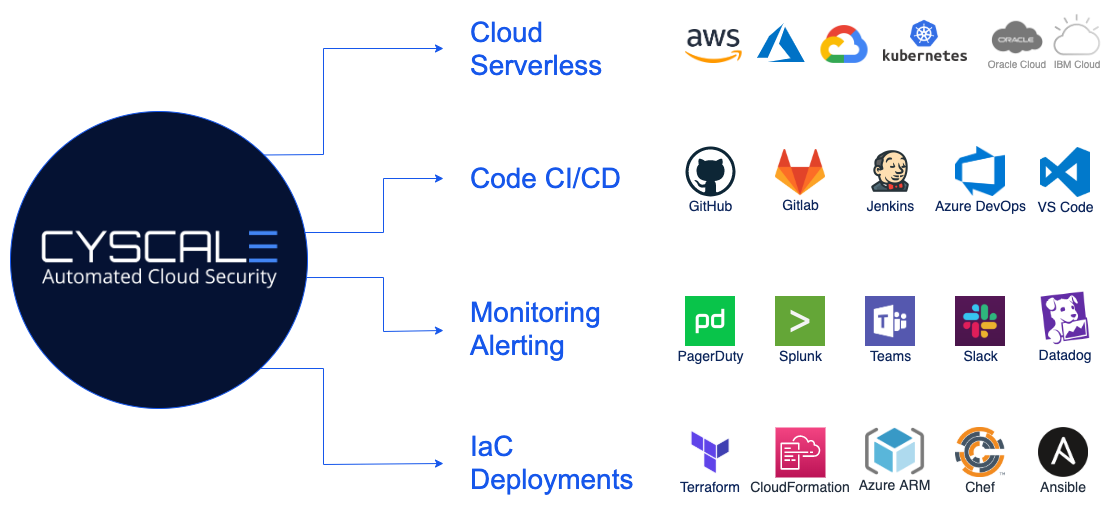 Cloud
Serverless
aws
kubernetes
ORACLE
Oracle Cloud
IBM Cloud
CYSCALE
Automated Cloud Security
Code CI/CD
GitHub
Gitlab
Jenkins
Azure DevOps
VS Code
Monitoring
Alerting
pd
PagerDuty
>
Splunk
T
Teams
Slack
Datadog
IaC
Deployments
Terraform
CloudFormation
Azure ARM
TM
Chef
A
Ansible